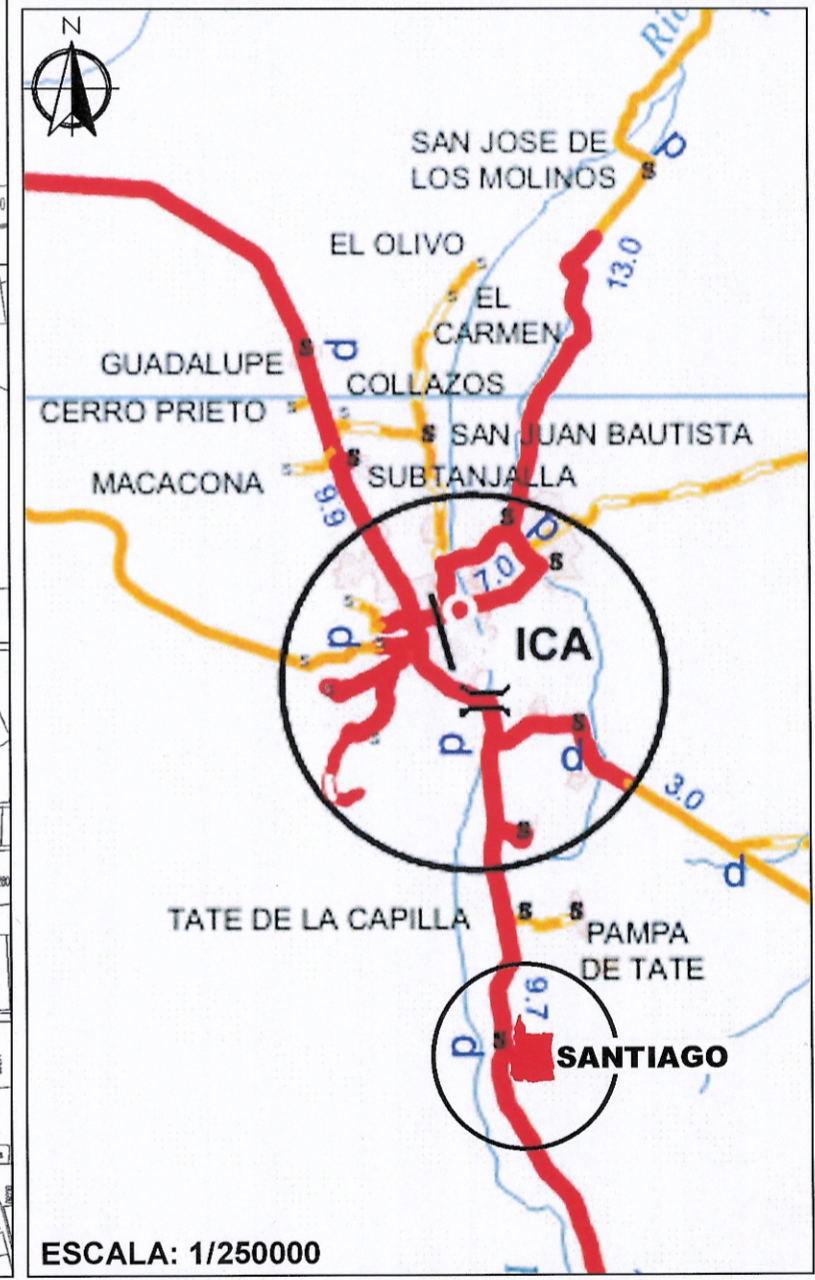 N
Río
SAN JOSE DE
LOS MOLINOS
p
s
EL OLIVO
s
13.0
s
EL
CARMEN
s
p
GUADALUPE
COLLAZOS
CERRO PRIETO
s
s
s
SAN JUAN BAUTISTA
s
MACACONA
s
SUBTANJALLA
6.6
s
p
s
7.0
s
p
s
s
ICA
s
s
p
s
d
3.0
s
d
TATE DE LA CAPILLA
s
s
PAMPA
DE TATE
9.7
s
p
SANTIAGO
ESCALA: 1/250000